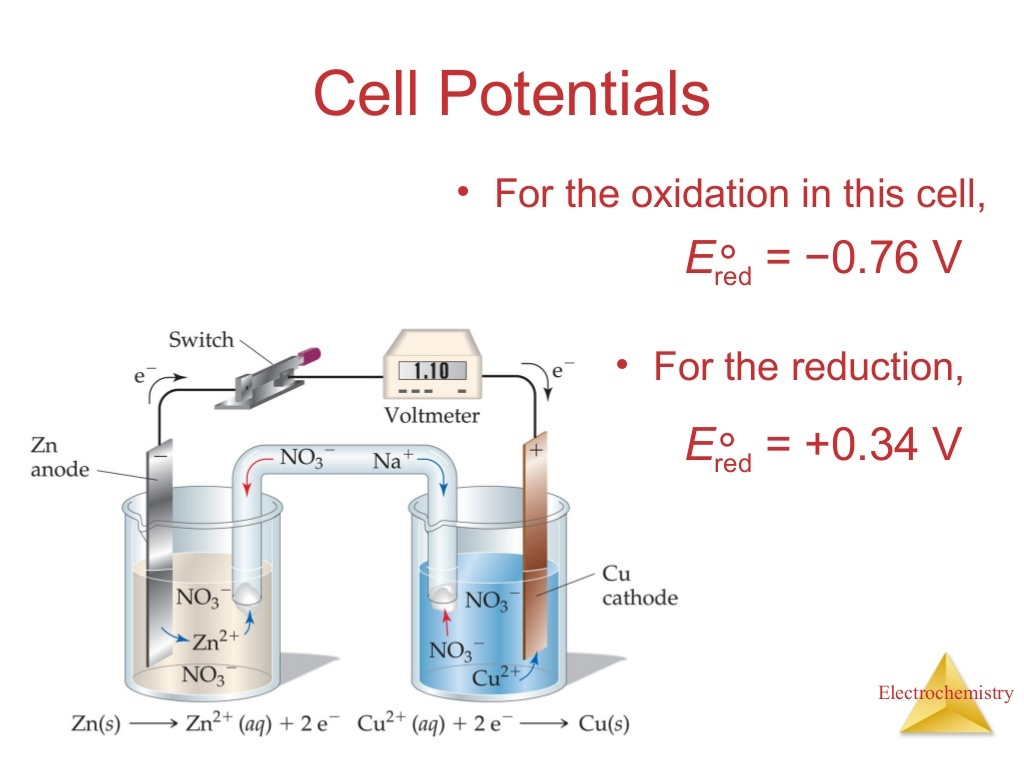 Cell Potentials
• For the oxidation in this cell,
E°red = −0.76 V
• For the reduction,
E°red = +0.34 V
Switch
e⁻
1.10
e⁻
Voltmeter
Zn
anode
−
+
NO₃⁻
Na⁺
Cu
cathode
NO₃⁻
NO₃⁻
Zn²⁺
NO₃⁻
NO₃⁻
Cu²⁺
Zn(s) ⟶ Zn²⁺ (aq) + 2 e⁻
Cu²⁺ (aq) + 2 e⁻ ⟶ Cu(s)
Electrochemistry